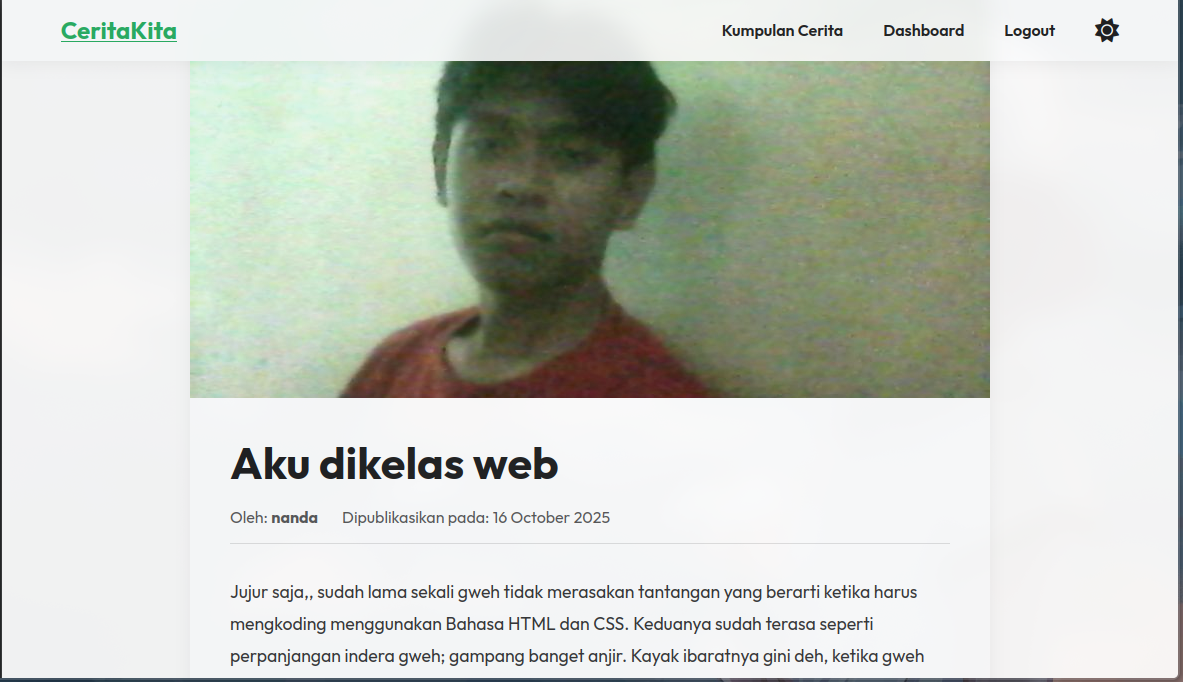 CeritaKita
Kumpulan Cerita
Dashboard
Logout
Aku dikelas web
Oleh: nanda Dipublikasikan pada: 16 October 2025
Jujur saja,, sudah lama sekali gweh tidak merasakan tantangan yang berarti ketika harus
mengkoding menggunakan Bahasa HTML dan CSS. Keduanya sudah terasa seperti
perpanjangan indera gweh; gampang banget anjir. Kayak ibaratnya gini deh, ketika gweh